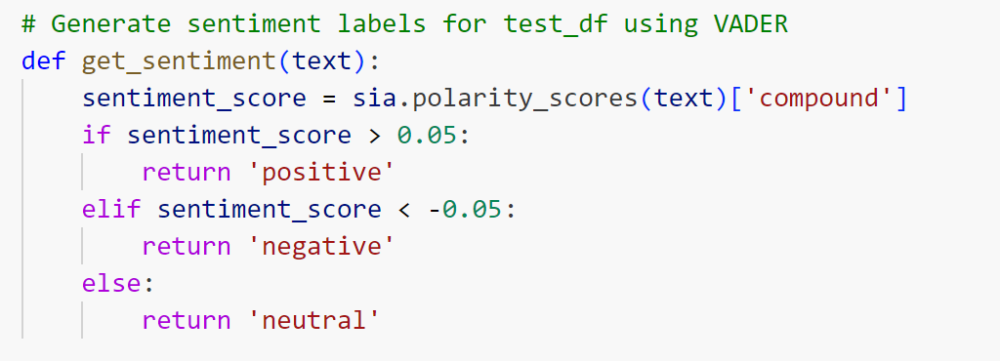 # Generate sentiment labels for test_df using VADER
def get_sentiment(text):
    sentiment_score = sia.polarity_scores(text)['compound']
    if sentiment_score > 0.05:
        return 'positive'
    elif sentiment_score < -0.05:
        return 'negative'
    else:
        return 'neutral'